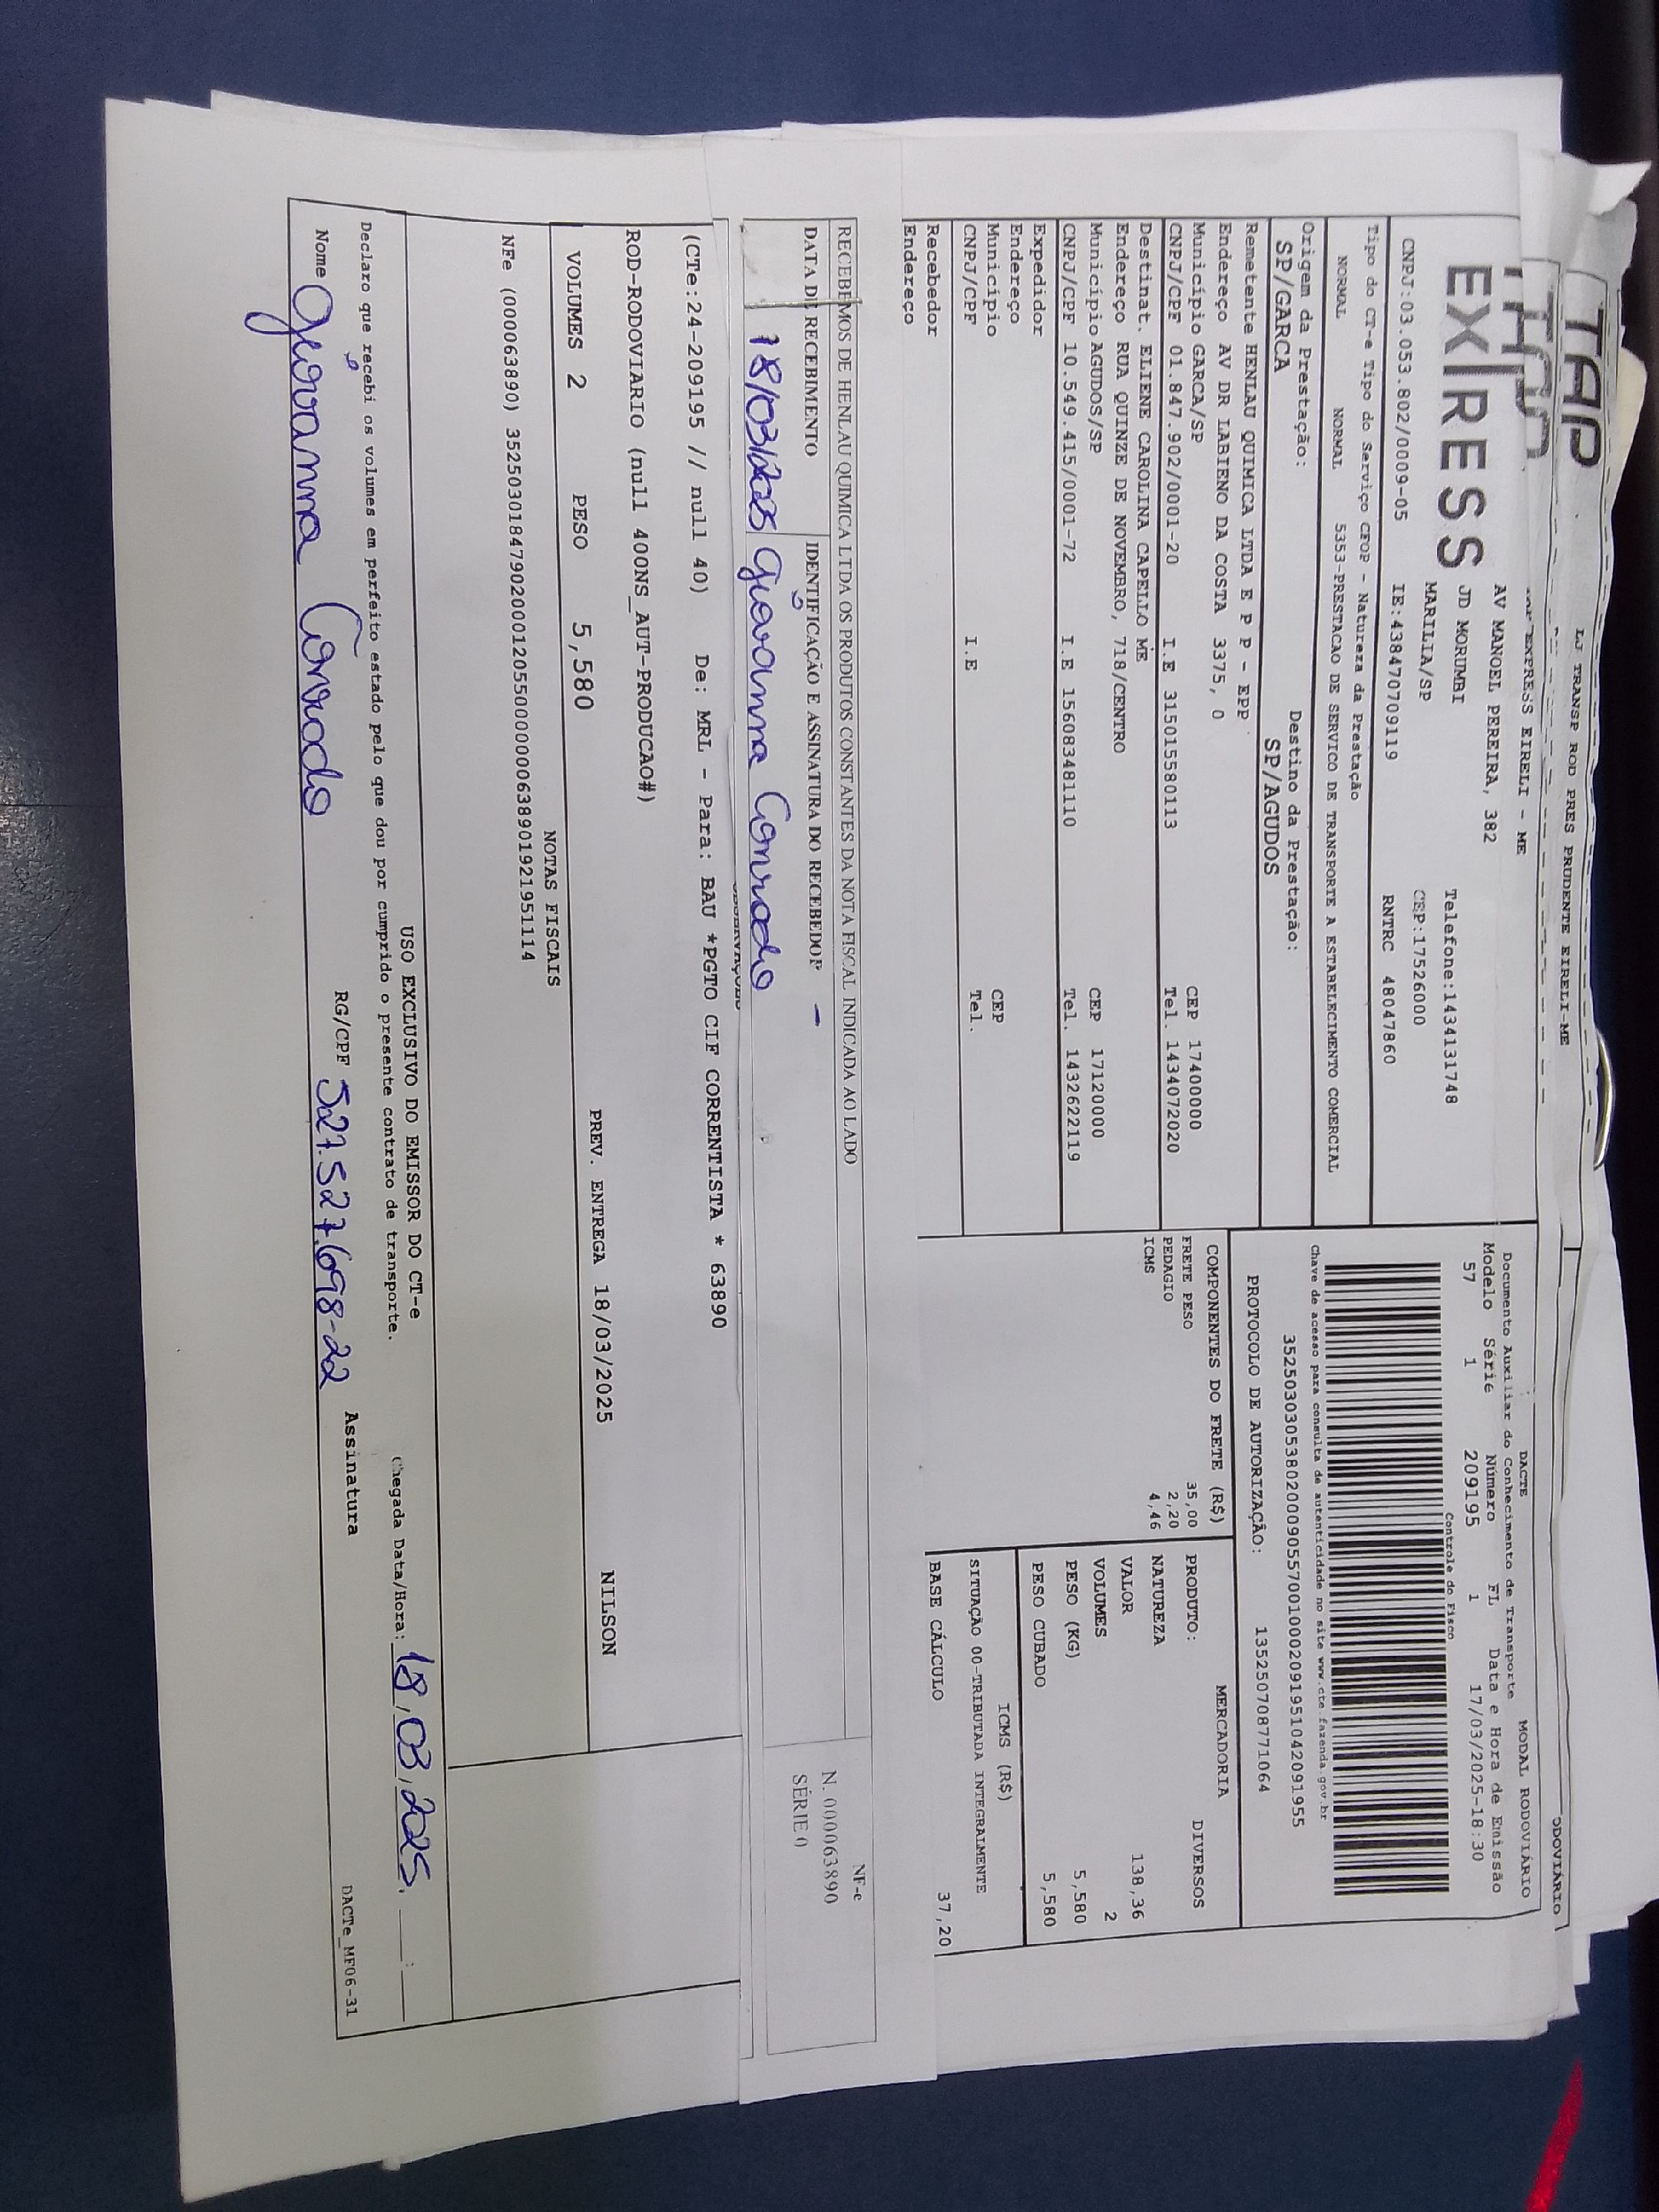 TAP
LJ TRANSP ROD PRES PRUDENTE EIRELI-ME
ODOVIÁRIO
EXPRESS
EXPRESS EIRELI - ME
AV MANOEL PEREIRA, 382
JD MORUMBI
MARILIA/SP
Telefone:1434131748
CEP:17526000
CNPJ:03.053.802/0009-05 IE:438470709119 RNTRC 48047860
DACTE MODAL RODOVIÁRIO
Documento Auxiliar do Conhecimento de Transporte
Modelo Série Número FL Data e Hora de Emissão
57 1 209195 1 17/03/2025-18:30
Controle do Fisco
Chave de acesso para consulta de autenticidade no site www.cte.fazenda.gov.br
35250303053802000905570010002091951042091955
PROTOCOLO DE AUTORIZAÇÃO: 135250708771064
Tipo do CT-e Tipo do Serviço CFOP - Natureza da Prestação
NORMAL NORMAL 5353-PRESTACAO DE SERVICO DE TRANSPORTE A ESTABELECIMENTO COMERCIAL
Origem da Prestação: Destino da Prestação:
SP/GARCA SP/AGUDOS
Remetente HENLAU QUIMICA LTDA E P P - EPP
Endereço AV DR LABIENO DA COSTA 3375, 0
Município GARCA/SP CEP 17400000
CNPJ/CPF 01.847.902/0001-20 I.E 315015580113 Tel. 1434072020
Destinat. ELIENE CAROLINA CAPELLO ME
Endereço RUA QUINZE DE NOVEMBRO, 718/CENTRO
Município AGUDOS/SP CEP 17120000
CNPJ/CPF 10.549.415/0001-72 I.E 156083481110 Tel. 1432622119
Expedidor
Endereço
Município CEP
CNPJ/CPF I.E Tel.
Recebedor
Endereço
COMPONENTES DO FRETE (R$)
FRETE PESO 35,00
PEDAGIO 2,20
ICMS 4,46
MERCADORIA
PRODUTO: DIVERSOS
NATUREZA
VALOR 138,36
VOLUMES 2
PESO (KG) 5,580
PESO CUBADO 5,580
ICMS (R$)
SITUAÇÃO 00-TRIBUTADA INTEGRALMENTE
BASE CÁLCULO 37,20
RECEBEMOS DE HENLAU QUIMICA LTDA OS PRODUTOS CONSTANTES DA NOTA FISCAL INDICADA AO LADO
DATA DE RECEBIMENTO IDENTIFICAÇÃO E ASSINATURA DO RECEBEDOR
18/03/2025 Giovanna Conrado
NF-e
N. 000063890
SÉRIE 0
(CTe:24-209195 // null 40) De: MRL - Para: BAU *PGTO CIF CORRENTISTA * 63890
ROD-RODOVIARIO (null 400NS_AUT-PRODUCAO#)
VOLUMES 2 PESO 5,580 PREV. ENTREGA 18/03/2025 NILSON
NOTAS FISCAIS
NFe (000063890) 35250301847902000120550000000638901921951114
USO EXCLUSIVO DO EMISSOR DO CT-e
Declaro que recebi os volumes em perfeito estado pelo que dou por cumprido o presente contrato de transporte.
Chegada Data/Hora: 18/03/2025 __:__
Nome Giovanna Conrado RG/CPF 527.527.698-22 Assinatura
DACTe_MF06-31